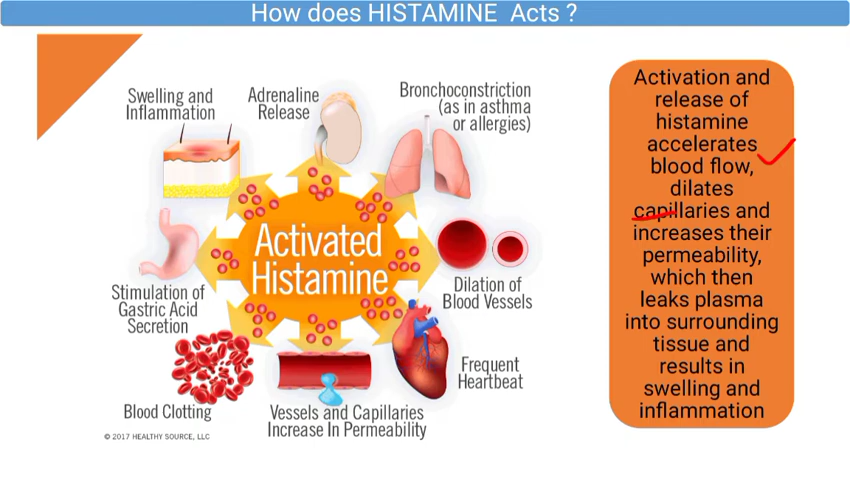 How does HISTAMINE Acts ?
Swelling and
Inflammation
Adrenaline
Release
Bronchoconstriction
(as in asthma
or allergies)
Activated
Histamine
Stimulation of
Gastric Acid
Secretion
Dilation of
Blood Vessels
Frequent
Heartbeat
Blood Clotting
Vessels and Capillaries
Increase In Permeability
© 2017 HEALTHY SOURCE, LLC
Activation and
release of
histamine
accelerates
blood flow,
dilates
capillaries and
increases their
permeability,
which then
leaks plasma
into surrounding
tissue and
results in
swelling and
inflammation